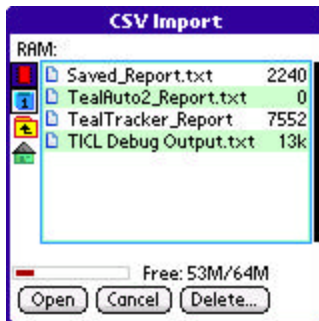 CSV Import
RAM:
Saved_Report.txt 2240
TealAuto2_Report.txt 0
TealTracker_Report 7552
TICL Debug Output.txt 13k
Free: 53M/64M
Open Cancel Delete...